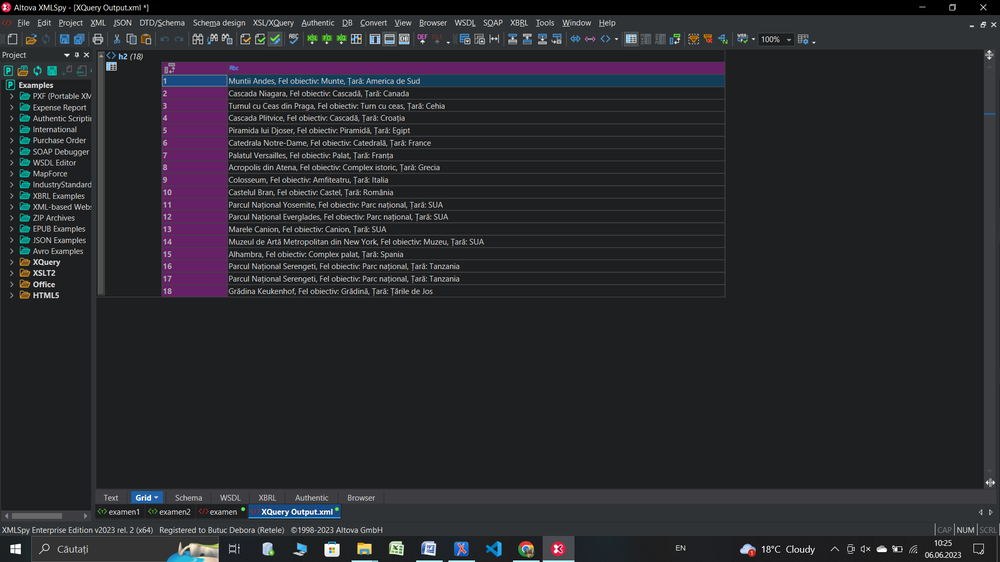 Altova XMLSpy - [XQuery Output.xml *]
File Edit Project XML JSON DTD/Schema Schema design XSL/XQuery Authentic DB Convert View Browser WSDL SOAP XBRL Tools Window Help
100%
Project
h2 (18)
Abc
Examples
PXF (Portable XM
Expense Report
Authentic Scripti
International
Purchase Order
SOAP Debugger
WSDL Editor
MapForce
IndustryStandard
XBRL Examples
XML-based Webs
ZIP Archives
EPUB Examples
JSON Examples
Avro Examples
XQuery
XSLT2
Office
HTML5
1 Muntii Andes, Fel obiectiv: Munte, Țară: America de Sud
2 Cascada Niagara, Fel obiectiv: Cascadă, Țară: Canada
3 Turnul cu Ceas din Praga, Fel obiectiv: Turn cu ceas, Țară: Cehia
4 Cascada Plitvice, Fel obiectiv: Cascadă, Țară: Croația
5 Piramida lui Djoser, Fel obiectiv: Piramidă, Țară: Egipt
6 Catedrala Notre-Dame, Fel obiectiv: Catedrală, Țară: France
7 Palatul Versailles, Fel obiectiv: Palat, Țară: Franța
8 Acropolis din Atena, Fel obiectiv: Complex istoric, Țară: Grecia
9 Colosseum, Fel obiectiv: Amfiteatru, Țară: Italia
10 Castelul Bran, Fel obiectiv: Castel, Țară: România
11 Parcul Național Yosemite, Fel obiectiv: Parc național, Țară: SUA
12 Parcul Național Everglades, Fel obiectiv: Parc național, Țară: SUA
13 Marele Canion, Fel obiectiv: Canion, Țară: SUA
14 Muzeul de Artă Metropolitan din New York, Fel obiectiv: Muzeu, Țară: SUA
15 Alhambra, Fel obiectiv: Complex palat, Țară: Spania
16 Parcul Național Serengeti, Fel obiectiv: Parc național, Țară: Tanzania
17 Parcul Național Serengeti, Fel obiectiv: Parc național, Țară: Tanzania
18 Grădina Keukenhof, Fel obiectiv: Grădină, Țară: Țările de Jos
Text Grid Schema WSDL XBRL Authentic Browser
examen1 examen2 examen XQuery Output.xml
XMLSpy Enterprise Edition v2023 rel. 2 (x64) Registered to Butuc Debora (Retele) ©1998-2023 Altova GmbH
CAP NUM SCRL
Căutați
EN
18°C Cloudy
10:25
06.06.2023